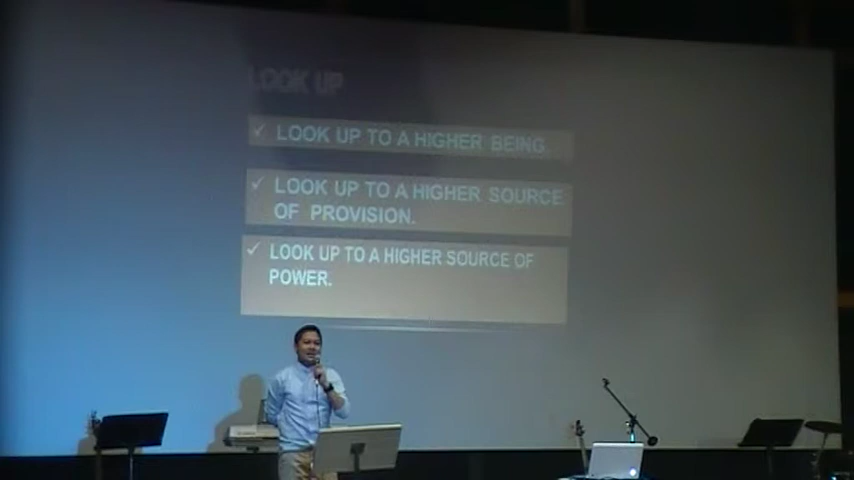 LOOK UP
✓ LOOK UP TO A HIGHER BEING.
✓ LOOK UP TO A HIGHER SOURCE
OF PROVISION.
✓ LOOK UP TO A HIGHER SOURCE OF
POWER.